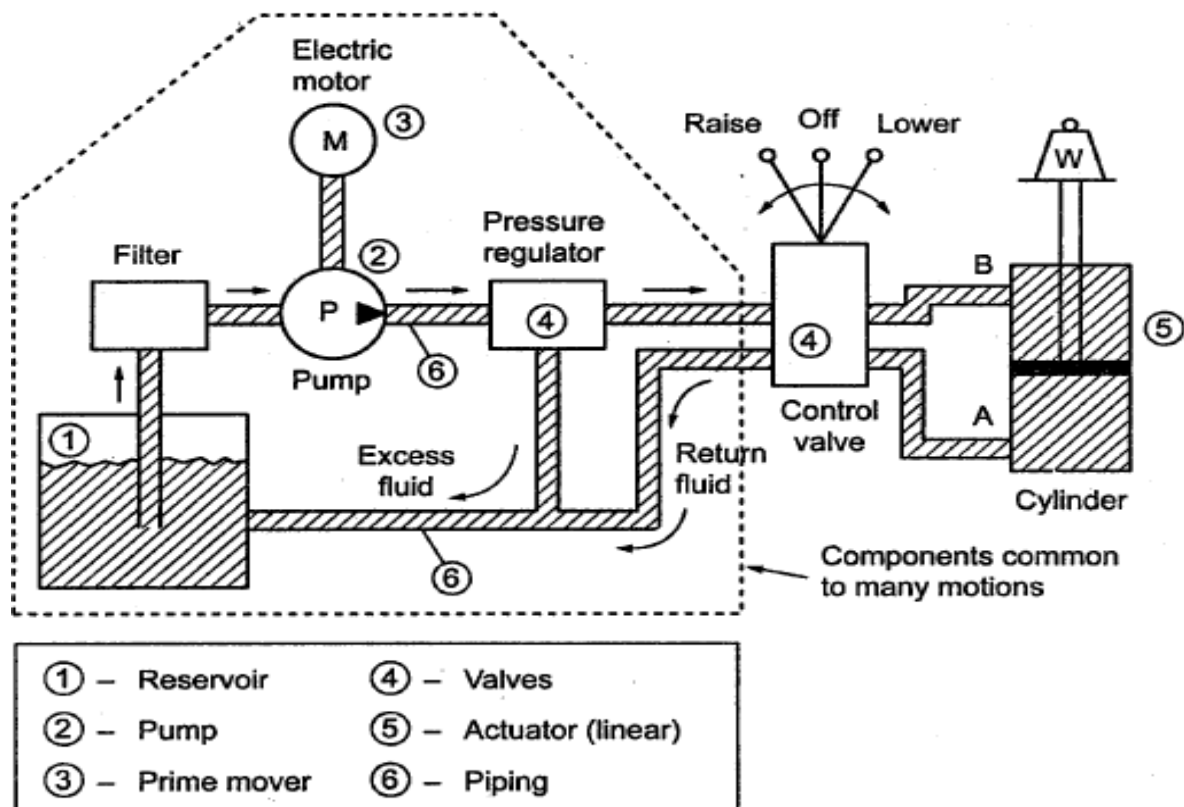 Electric
motor
M
③
Raise
Off
Lower
W
Filter
②
Pressure
regulator
P
④
⑥
Pump
B
④
⑤
①
Control
valve
A
Excess
fluid
Return
fluid
Cylinder
⑥
Components common
to many motions
① – Reservoir
④ – Valves
② – Pump
⑤ – Actuator (linear)
③ – Prime mover
⑥ – Piping